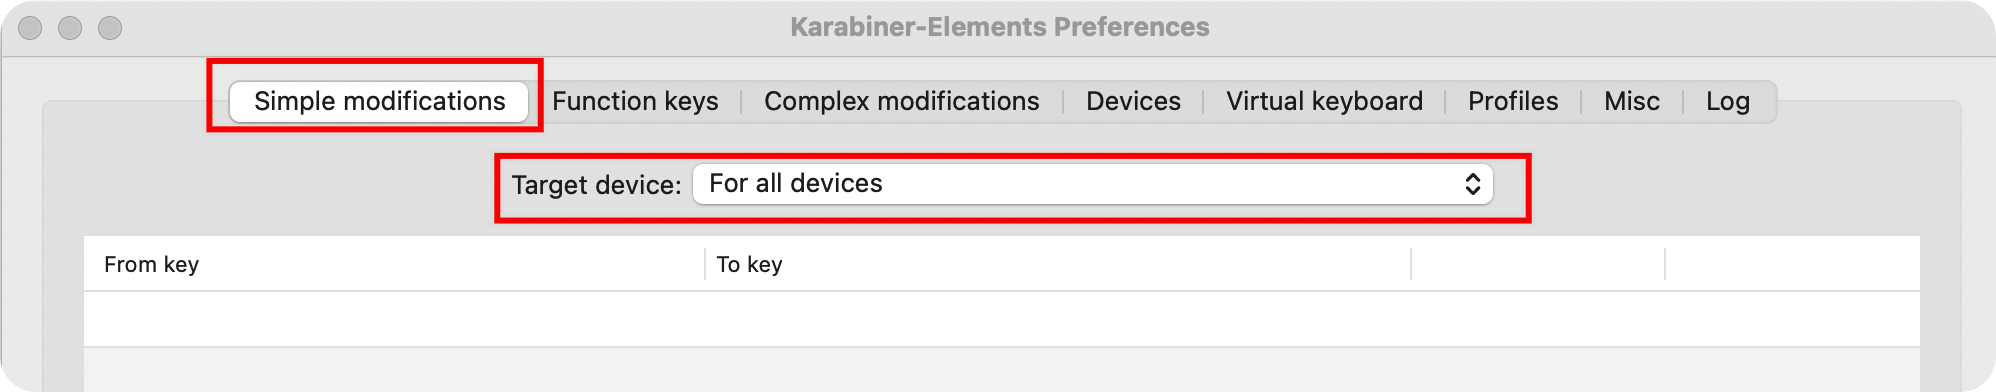 Karabiner-Elements Preferences
Simple modifications Function keys Complex modifications Devices Virtual keyboard Profiles Misc Log
Target device: For all devices
From key To key